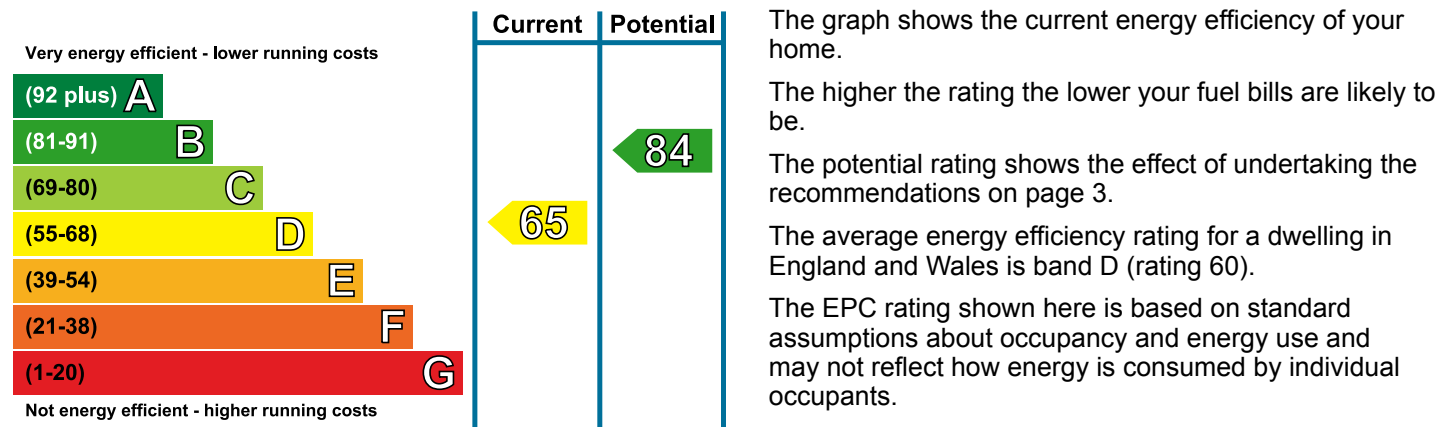 Current Potential
Very energy efficient - lower running costs
(92 plus) A
(81-91) B
84
(69-80) C
(55-68) D
65
(39-54) E
(21-38) F
(1-20) G
Not energy efficient - higher running costs
The graph shows the current energy efficiency of your
home.
The higher the rating the lower your fuel bills are likely to
be.
The potential rating shows the effect of undertaking the
recommendations on page 3.
The average energy efficiency rating for a dwelling in
England and Wales is band D (rating 60).
The EPC rating shown here is based on standard
assumptions about occupancy and energy use and
may not reflect how energy is consumed by individual
occupants.